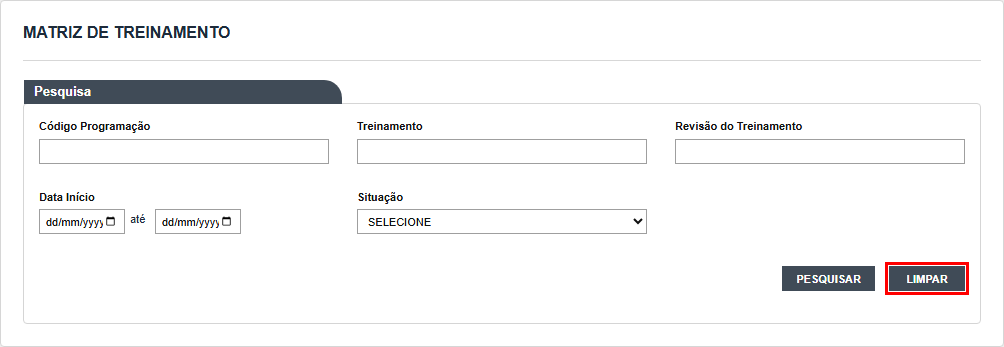 MATRIZ DE TREINAMENTO
Pesquisa
Código Programação
Treinamento
Revisão do Treinamento
Data Início
Situação
dd/mm/yyyy até dd/mm/yyyy
SELECIONE
PESQUISAR
LIMPAR